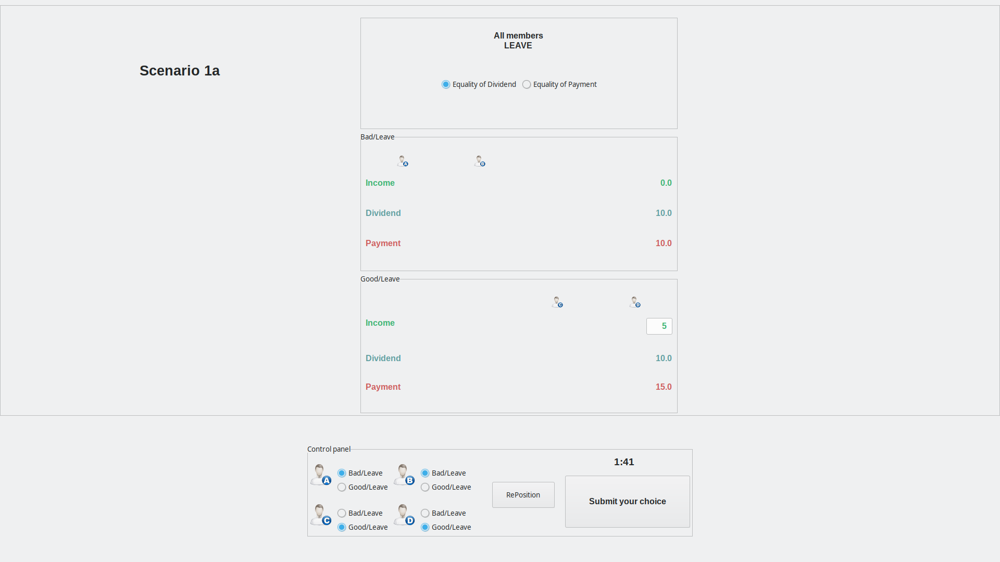 All members
LEAVE
Scenario 1a
Equality of Dividend Equality of Payment
Bad/Leave
A B
Income 0.0
Dividend 10.0
Payment 10.0
Good/Leave
C D
Income 5
Dividend 10.0
Payment 15.0
Control panel
1:41
A Bad/Leave B Bad/Leave
Good/Leave Good/Leave
RePosition
Submit your choice
C Bad/Leave D Bad/Leave
Good/Leave Good/Leave